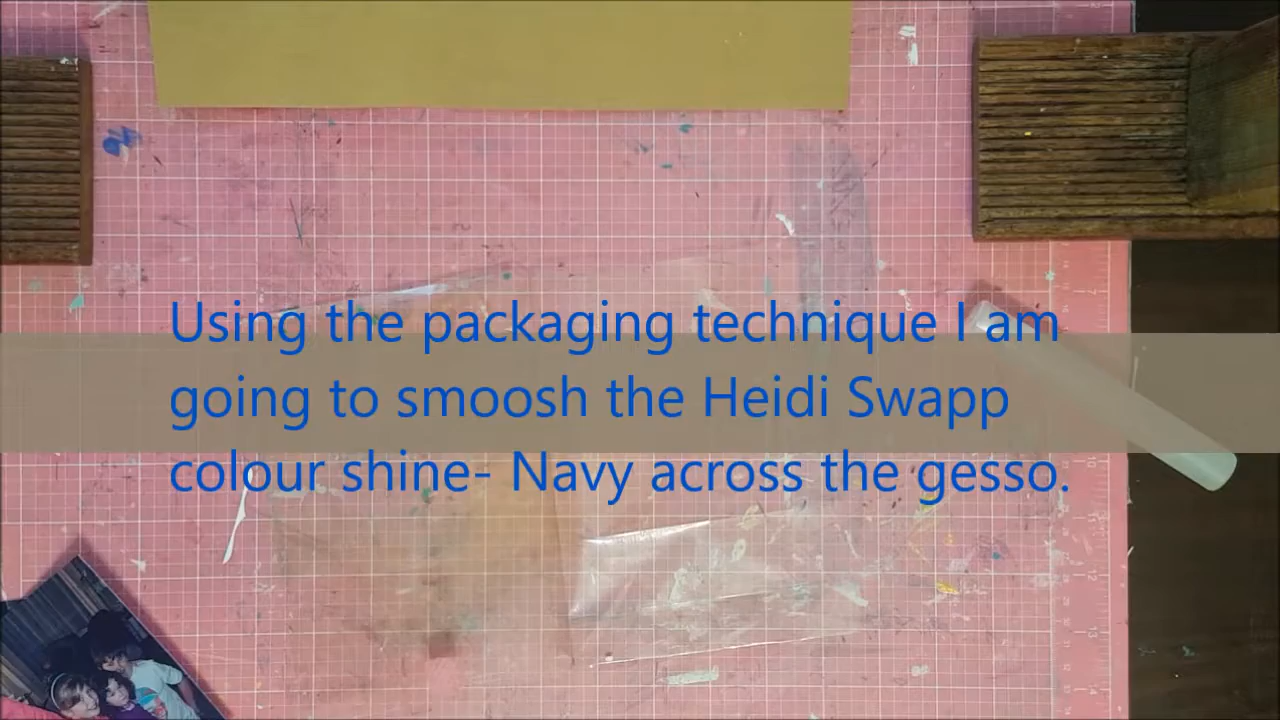 Using the packaging technique I am
going to smoosh the Heidi Swapp
colour shine- Navy across the gesso.